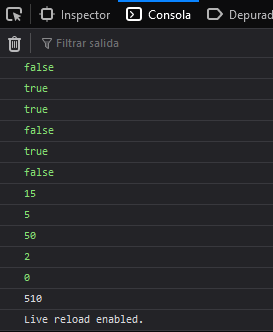 Inspector Consola Depurad
Filtrar salida
false
true
true
false
true
false
15
5
50
2
0
510
Live reload enabled.